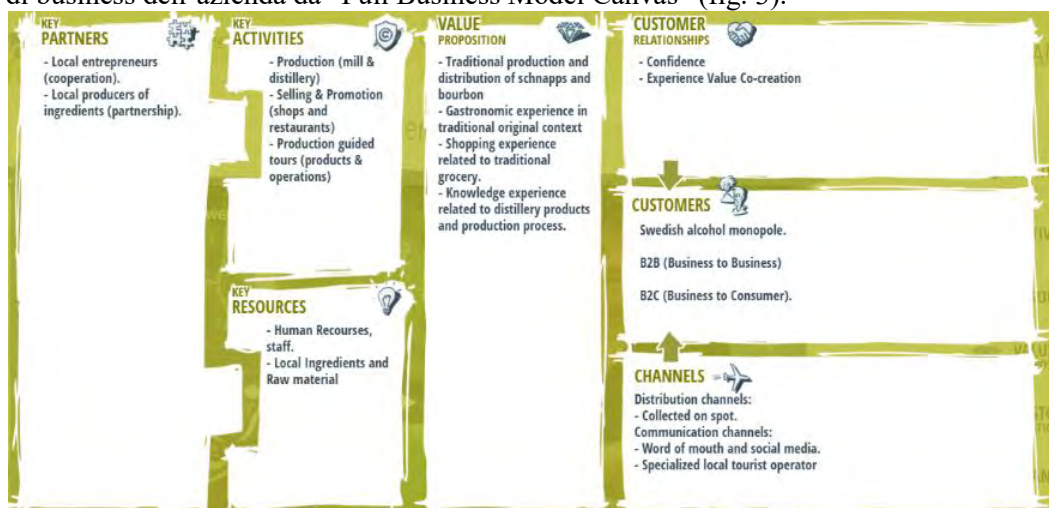 di business dell'azienda da "Full Business Model Canvas" (fig. 3).
KEY
PARTNERS
- Local entrepreneurs
(cooperation).
- Local producers of
ingredients (partnership).
KEY
ACTIVITIES
- Production (mill &
distillery)
- Selling & Promotion
(shops and
restaurants)
- Production guided
tours (products &
operations)
KEY
RESOURCES
- Human Recourses,
staff.
- Local Ingredients and
Raw material
VALUE
PROPOSITION
- Traditional production and
distribution of schnapps and
bourbon
- Gastronomic experience in
traditional original context
- Shopping experience
related to traditional
grocery.
- Knowledge experience
related to distillery products
and production process.
CUSTOMER
RELATIONSHIPS
- Confidence
- Experience Value Co-creation
CUSTOMERS
Swedish alcohol monopole.
B2B (Business to Business)
B2C (Business to Consumer).
CHANNELS
Distribution channels:
- Collected on spot.
Communication channels:
- Word of mouth and social media.
- Specialized local tourist operator